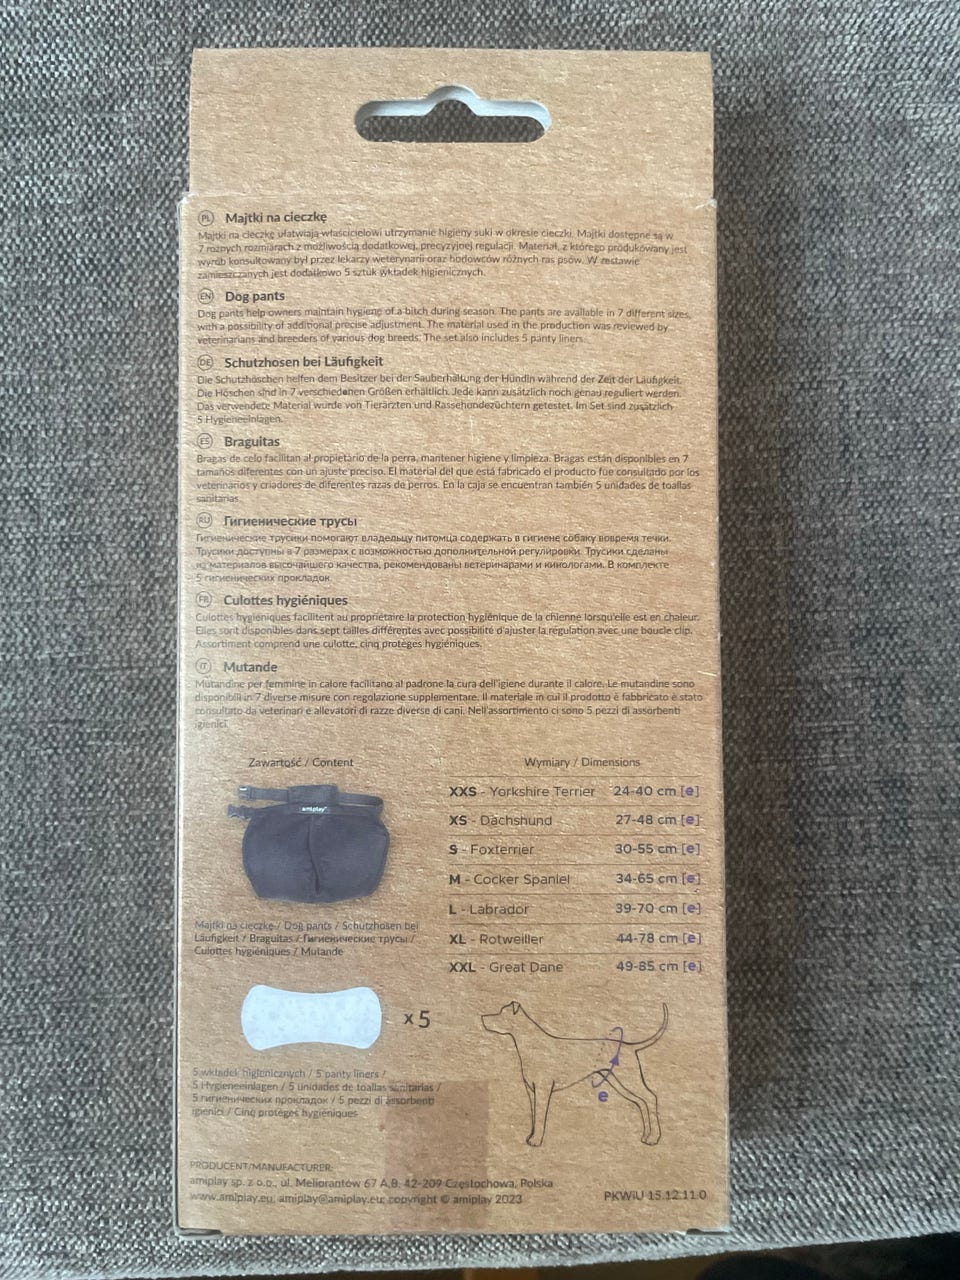 PL Majtki na cieczkę
Majtki na cieczkę ułatwiają właścicielowi utrzymanie higieny suki w okresie cieczki. Majtki dostępne są w
7 rożnych rozmiarach z możliwością dodatkowej, precyzyjnej regulacji. Materiał, z którego produkowany jest
wyrób konsultowany był przez lekarzy weterynarii oraz hodowców różnych ras psów. W zestawie
zamieszczanych jest dodatkowo 5 sztuk wkładek higienicznych.
EN Dog pants
Dog pants help owners maintain hygiene of a bitch during season. The pants are available in 7 different sizes,
with a possibility of additional precise adjustment. The material used in the production was reviewed by
veterinarians and breeders of various dog breeds. The set also includes 5 panty liners.
DE Schutzhosen bei Läufigkeit
Die Schutzhöschen helfen dem Besitzer bei der Sauberhaltung der Hündin während der Zeit der Läufigkeit.
Die Höschen sind in 7 verschiedenen Größen erhältlich. Jede kann zusätzlich noch genau reguliert werden.
Das verwendete Material wurde von Tierärzten und Rassehundezüchtern getestet. Im Set sind zusätzlich
5 Hygieneeinlagen.
ES Braguitas
Bragas de celo facilitan al propietario de la perra, mantener higiene y limpieza. Bragas están disponibles en 7
tamaños diferentes con un ajuste preciso. El material del que está fabricado el producto fue consultado por los
veterinarios y criadores de diferentes razas de perros. En la caja se encuentran también 5 unidades de toallas
sanitarias.
RU Гигиенические трусы
Гигиенические трусики помогают владельцу питомца содержать в гигиене собаку вовремя течки.
Трусики доступны в 7 размерах с возможностью дополнительной регулировки. Трусики сделаны
из материалов высочайшего качества, рекомендованы ветеринарами и кинологами. В комплекте
5 гигиенических прокладок.
FR Culottes hygiéniques
Culottes hygieniques facilitent au propriétaire la protection hygiénique de la chienne lorsqu'elle est en chaleur.
Elles sont disponibles dans sept tailles différentes avec possibilité d'ajuster la régulation avec une boucle clip.
Assortiment comprend une culotte, cinq protèges hygiéniques.
IT Mutande
Mutandine per femmine in calore facilitano al padrone la cura dell'igiene durante il calore. Le mutandine sono
disponibili in 7 diverse misure con regolazione supplementare. Il materiale in cui il prodotto é fabbricato é stato
consultato da veterinari e allevatori di razze diverse di cani. Nell'assortimento ci sono 5 pezzi di assorbenti
igienici.
Zawartość / Content
amiplay
Majtki na cieczkę / Dog pants / Schutzhosen bei
Läufigkeit / Braguitas / Гигиенические трусы /
Culottes hygiéniques / Mutande
x 5
5 wkładek higienicznych / 5 panty liners /
5 Hygieneeinlagen / 5 unidades de toallas sanitarias /
5 гигиенических прокладок / 5 pezzi di assorbenti
igienici / Cinq protèges hygiéniques
Wymiary / Dimensions
XXS - Yorkshire Terrier 24-40 cm [e]
XS - Dachshund 27-48 cm [e]
S - Foxterrier 30-55 cm [e]
M - Cocker Spaniel 34-65 cm [e]
L - Labrador 39-70 cm [e]
XL - Rotweiler 44-78 cm [e]
XXL - Great Dane 49-85 cm [e]
e
PRODUCENT/MANUFACTURER:
amiplay sp. z o.o., ul. Meliorantów 67 A,B, 42-209 Częstochowa, Polska
www.amiplay.eu, amiplay@amiplay.eu; copyright © amiplay 2023
PKWiU 15.12.11.0